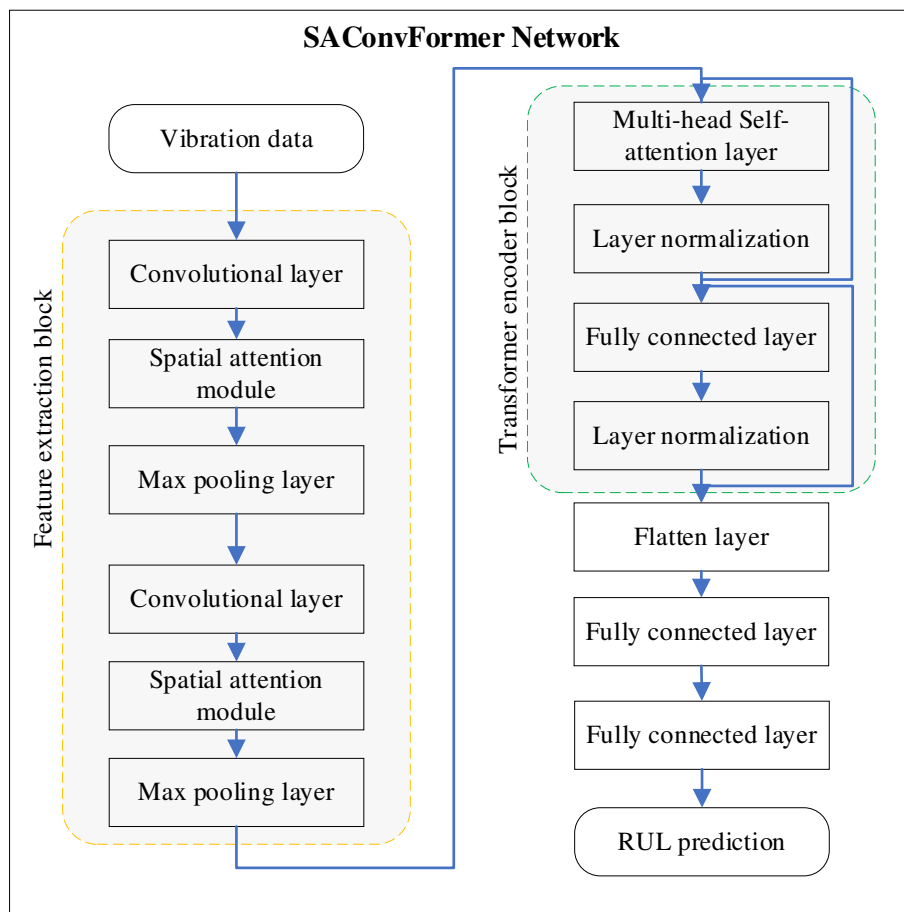 SAConvFormer Network
Vibration data
Feature extraction block
Convolutional layer
Spatial attention
module
Max pooling layer
Convolutional layer
Spatial attention
module
Max pooling layer
Transformer encoder block
Multi-head Self-
attention layer
Layer normalization
Fully connected layer
Layer normalization
Flatten layer
Fully connected layer
Fully connected layer
RUL prediction